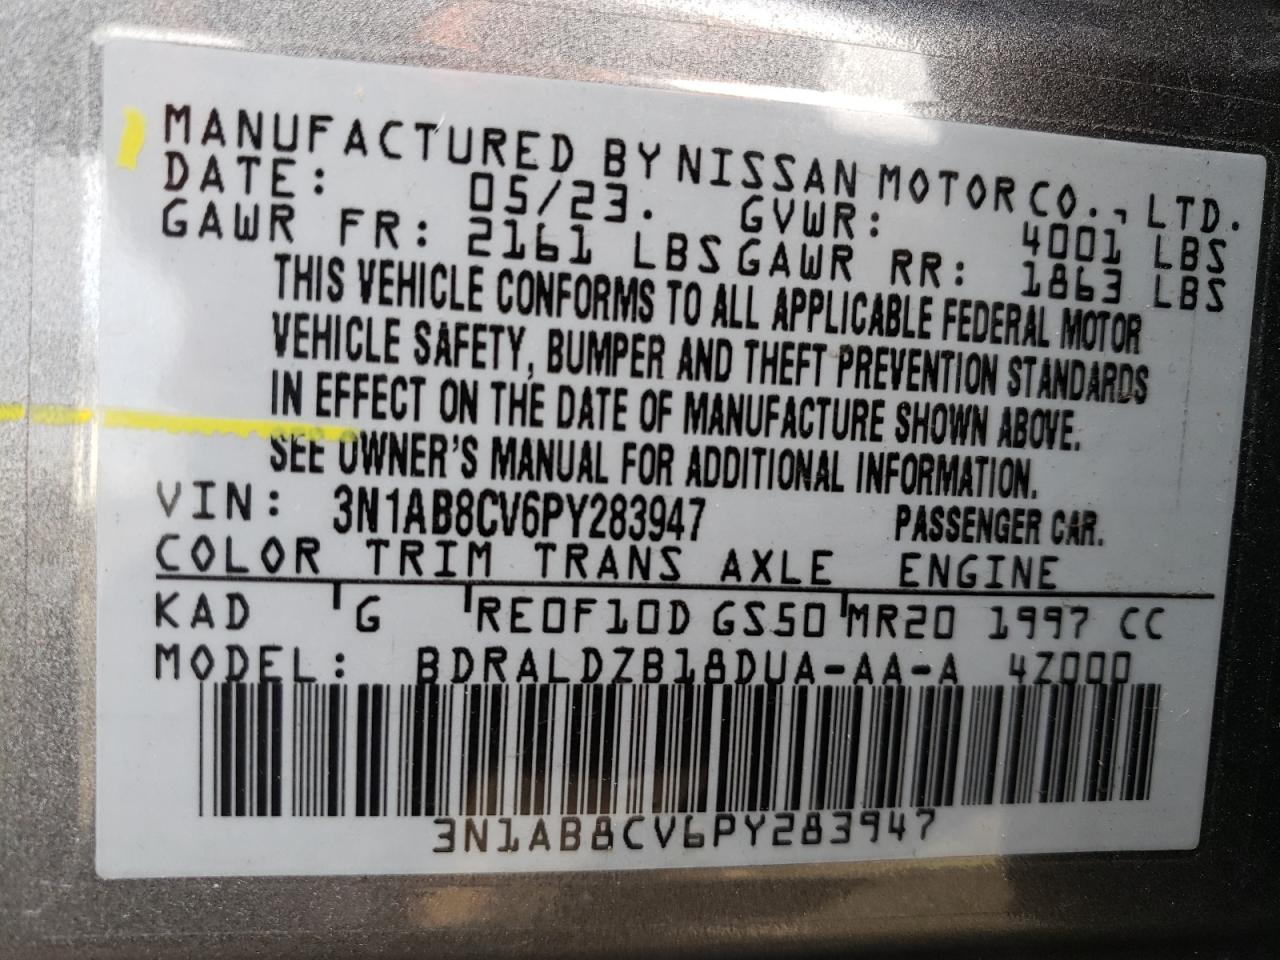 MANUFACTURED BY NISSAN MOTOR CO., LTD.
DATE: 05/23. GVWR: 4001 LBS
GAWR FR: 2161 LBS GAWR RR: 1863 LBS
THIS VEHICLE CONFORMS TO ALL APPLICABLE FEDERAL MOTOR
VEHICLE SAFETY, BUMPER AND THEFT PREVENTION STANDARDS
IN EFFECT ON THE DATE OF MANUFACTURE SHOWN ABOVE.
SEE OWNER'S MANUAL FOR ADDITIONAL INFORMATION.
VIN: 3N1AB8CV6PY283947 PASSENGER CAR.
COLOR TRIM TRANS AXLE ENGINE
KAD G RE0F10D GS50 MR20 1997 CC
MODEL: BDRALDZB18DUA-AA-A 4Z000
3N1AB8CV6PY283947